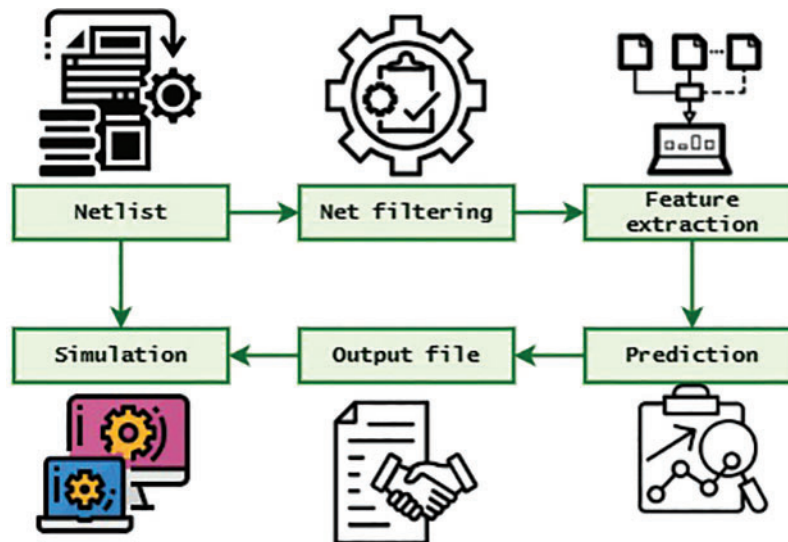 Netlist
Net filtering
Feature
extraction
Simulation
Output file
Prediction